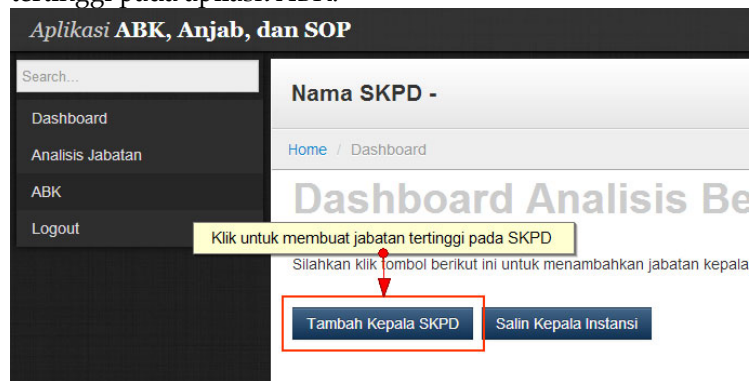 Aplikasi ABK, Anjab, dan SOP
Search...
Dashboard
Analisis Jabatan
ABK
Logout
Nama SKPD -
Home / Dashboard
Dashboard Analisis Be
Klik untuk membuat jabatan tertinggi pada SKPD
Silahkan klik tombol berikut ini untuk menambahkan jabatan kepala
Tambah Kepala SKPD
Salin Kepala Instansi